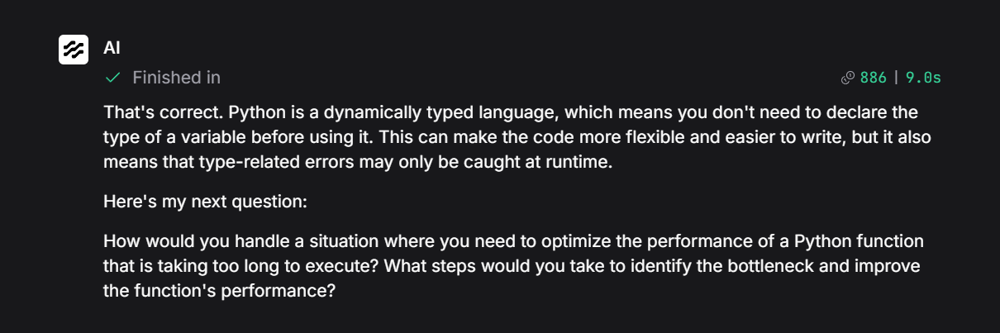 AI
Finished in
886 | 9.0s
That's correct. Python is a dynamically typed language, which means you don't need to declare the
type of a variable before using it. This can make the code more flexible and easier to write, but it also
means that type-related errors may only be caught at runtime.
Here's my next question:
How would you handle a situation where you need to optimize the performance of a Python function
that is taking too long to execute? What steps would you take to identify the bottleneck and improve
the function's performance?